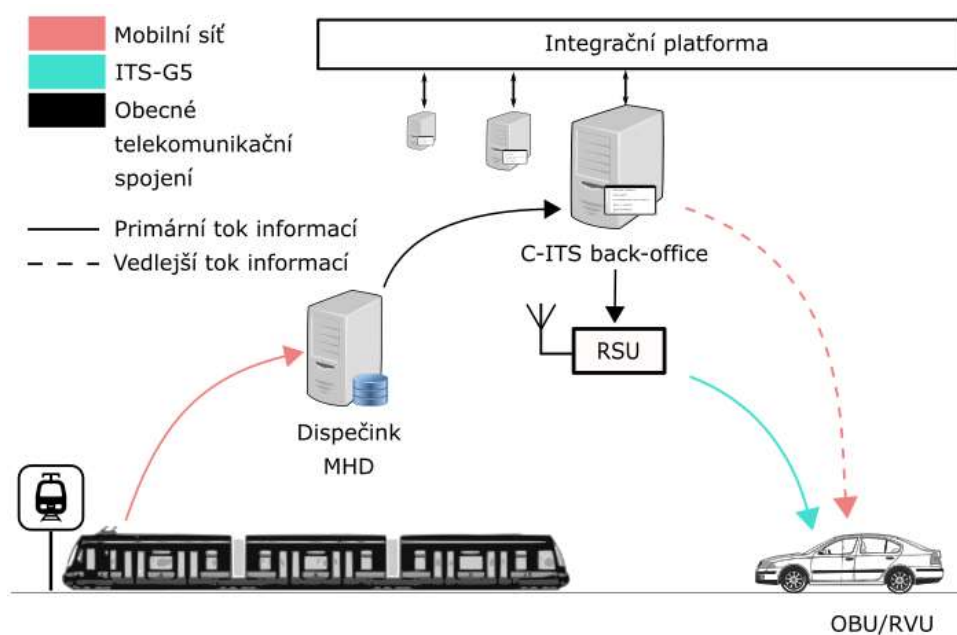 Mobilní síť
ITS-G5
Obecné
telekomunikační
spojení
Primární tok informací
Vedlejší tok informací
Integrační platforma
C-ITS back-office
RSU
Dispečink
MHD
OBU/RVU